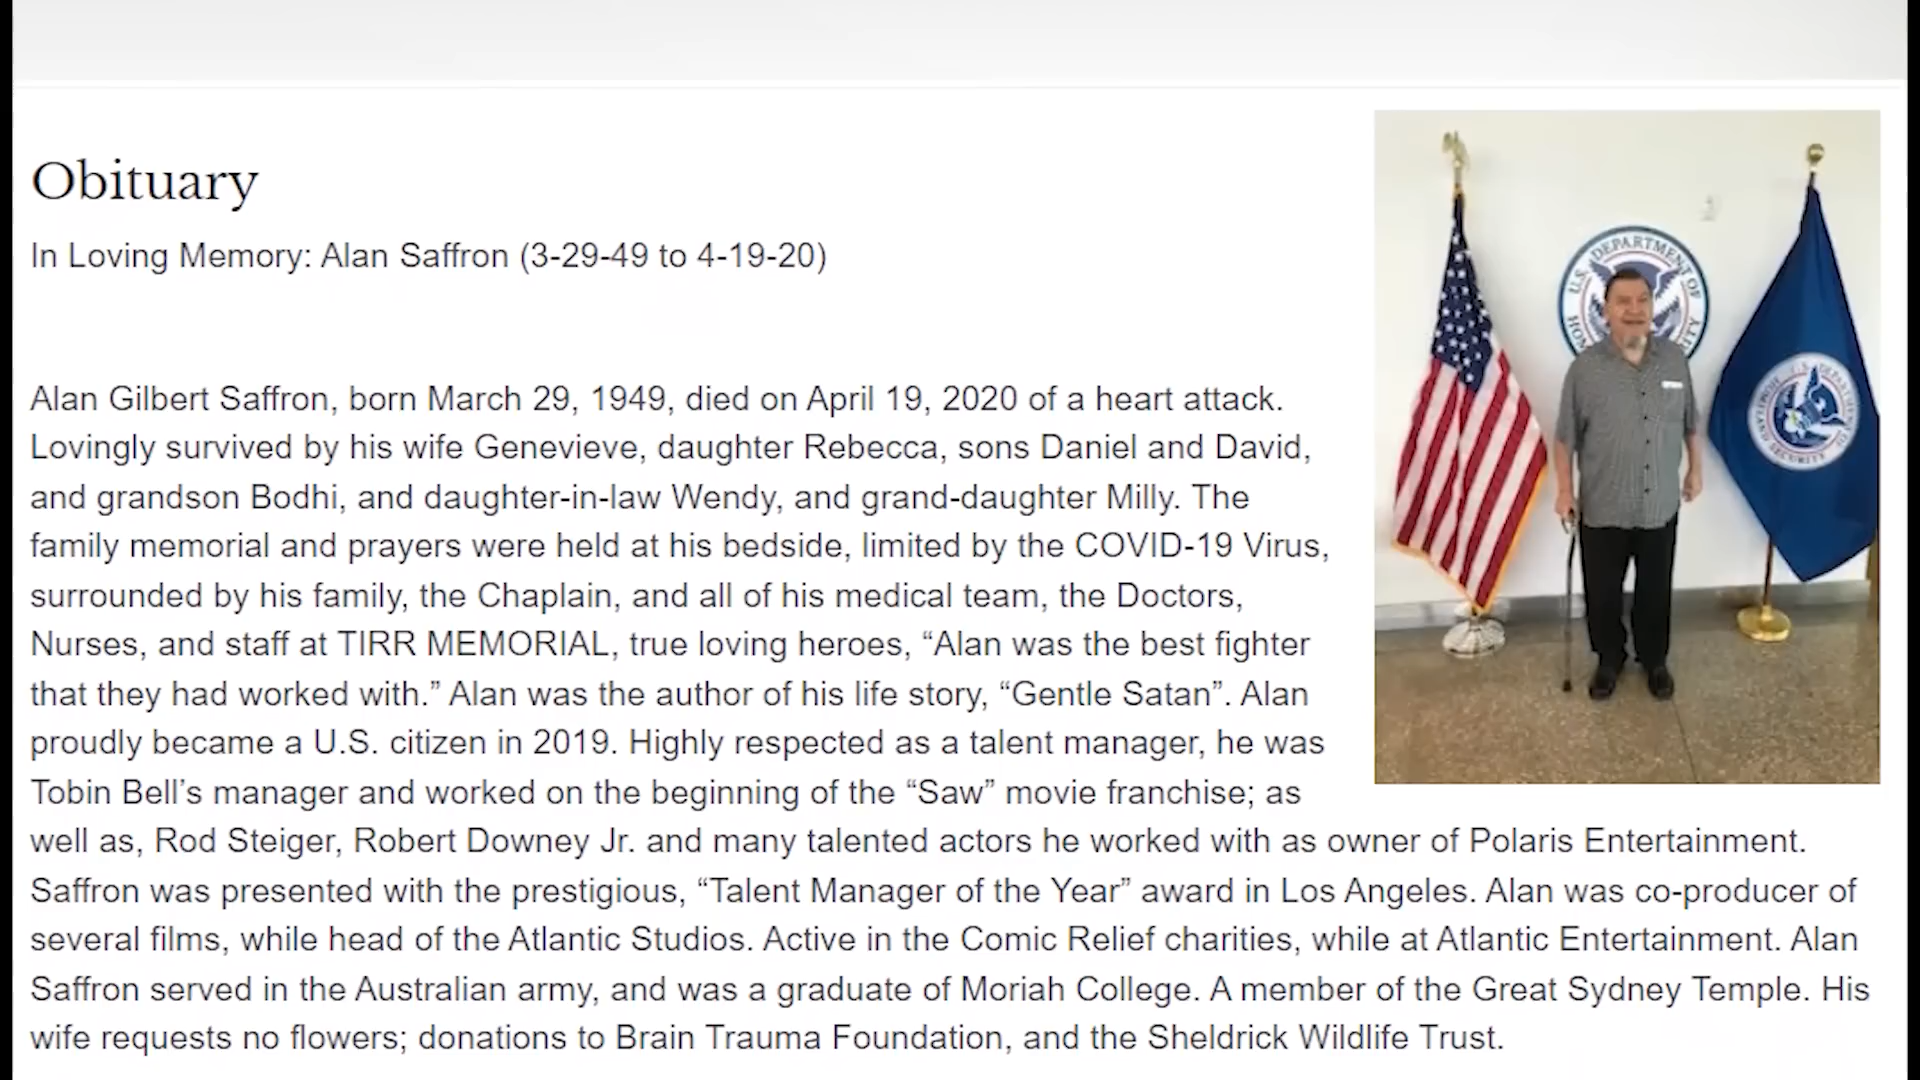 Obituary
In Loving Memory: Alan Saffron (3-29-49 to 4-19-20)
Alan Gilbert Saffron, born March 29, 1949, died on April 19, 2020 of a heart attack.
Lovingly survived by his wife Genevieve, daughter Rebecca, sons Daniel and David,
and grandson Bodhi, and daughter-in-law Wendy, and grand-daughter Milly. The
family memorial and prayers were held at his bedside, limited by the COVID-19 Virus,
surrounded by his family, the Chaplain, and all of his medical team, the Doctors,
Nurses, and staff at TIRR MEMORIAL, true loving heroes, “Alan was the best fighter
that they had worked with.” Alan was the author of his life story, “Gentle Satan”. Alan
proudly became a U.S. citizen in 2019. Highly respected as a talent manager, he was
Tobin Bell’s manager and worked on the beginning of the “Saw” movie franchise; as
well as, Rod Steiger, Robert Downey Jr. and many talented actors he worked with as owner of Polaris Entertainment.
Saffron was presented with the prestigious, “Talent Manager of the Year” award in Los Angeles. Alan was co-producer of
several films, while head of the Atlantic Studios. Active in the Comic Relief charities, while at Atlantic Entertainment. Alan
Saffron served in the Australian army, and was a graduate of Moriah College. A member of the Great Sydney Temple. His
wife requests no flowers; donations to Brain Trauma Foundation, and the Sheldrick Wildlife Trust.
U.S. DEPARTMENT OF